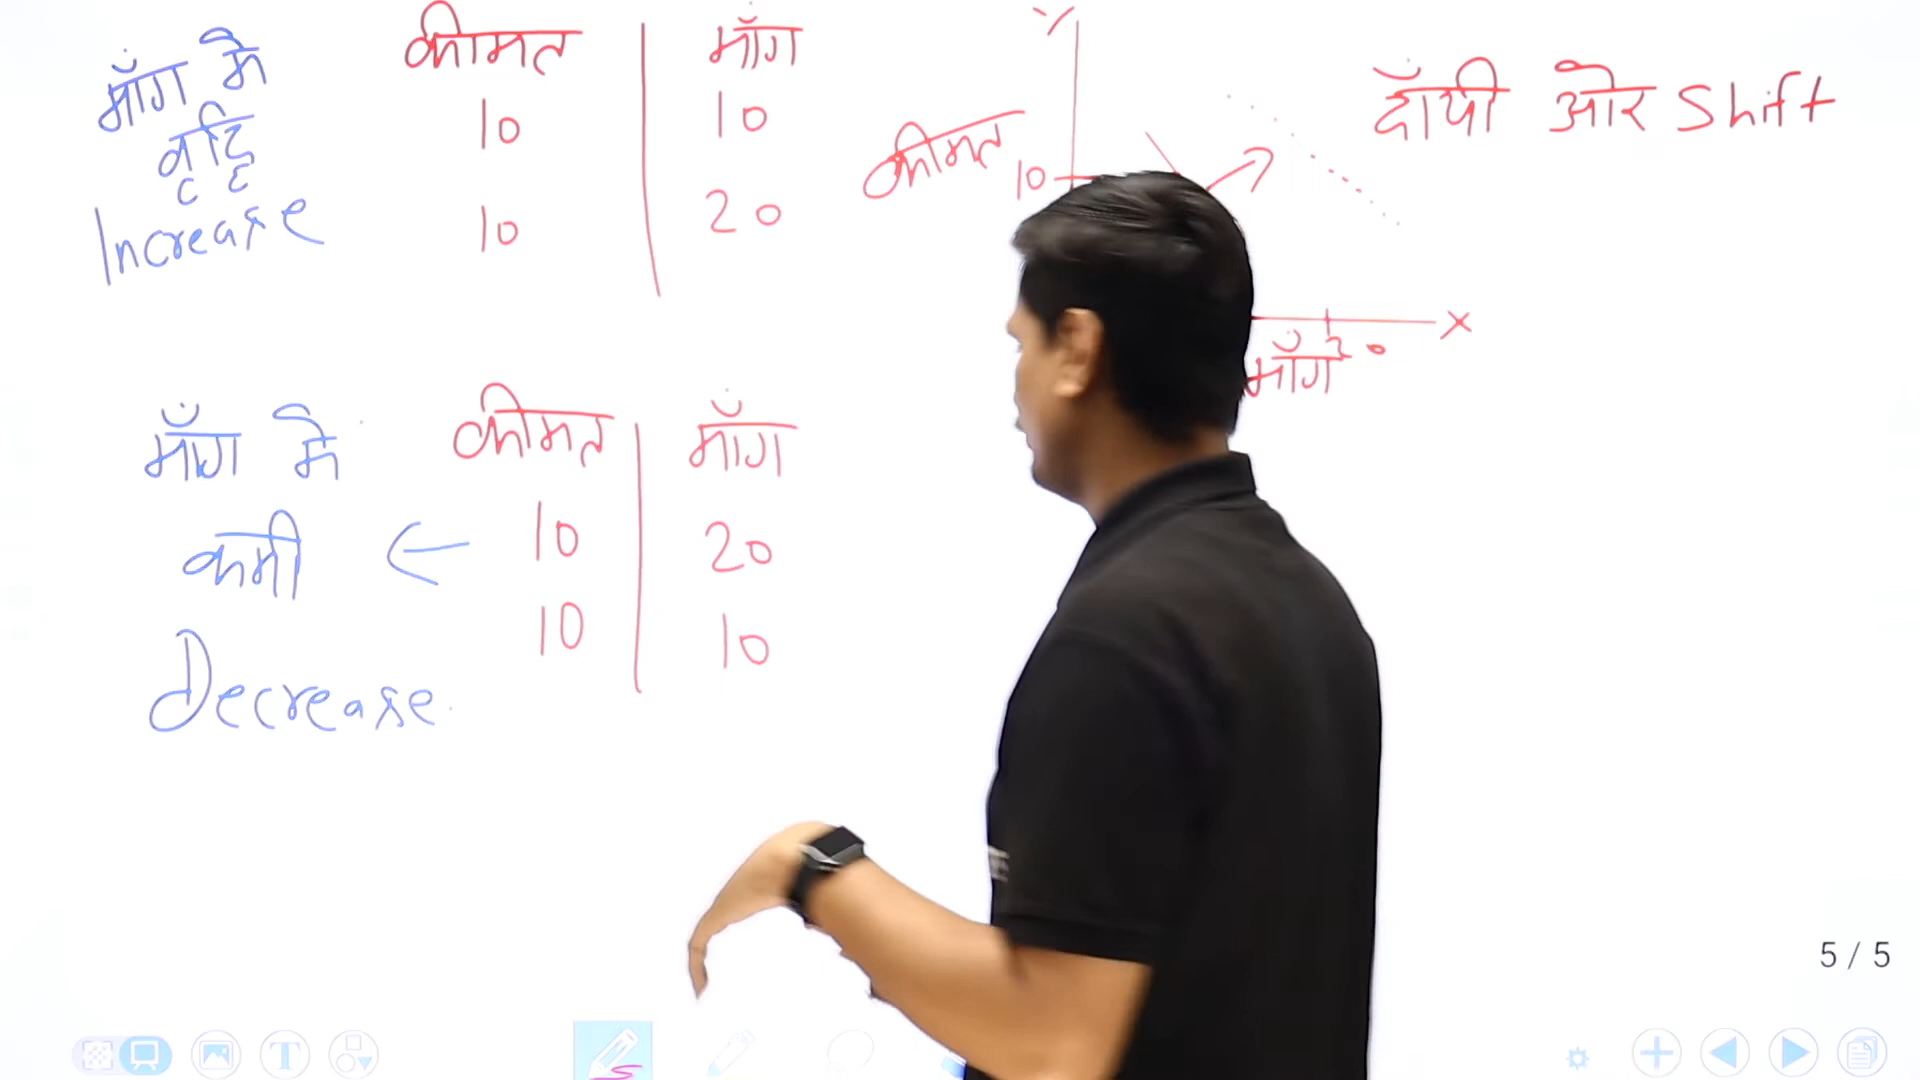 माँग में
वृद्धि
Increase
कीमत माँग
10 10
10 20
Y
कीमत
10
X
20
माँग
दाँयी ओर Shift
माँग में
कमी
Decrease
कीमत माँग
10 20
10 10
5 / 5
T